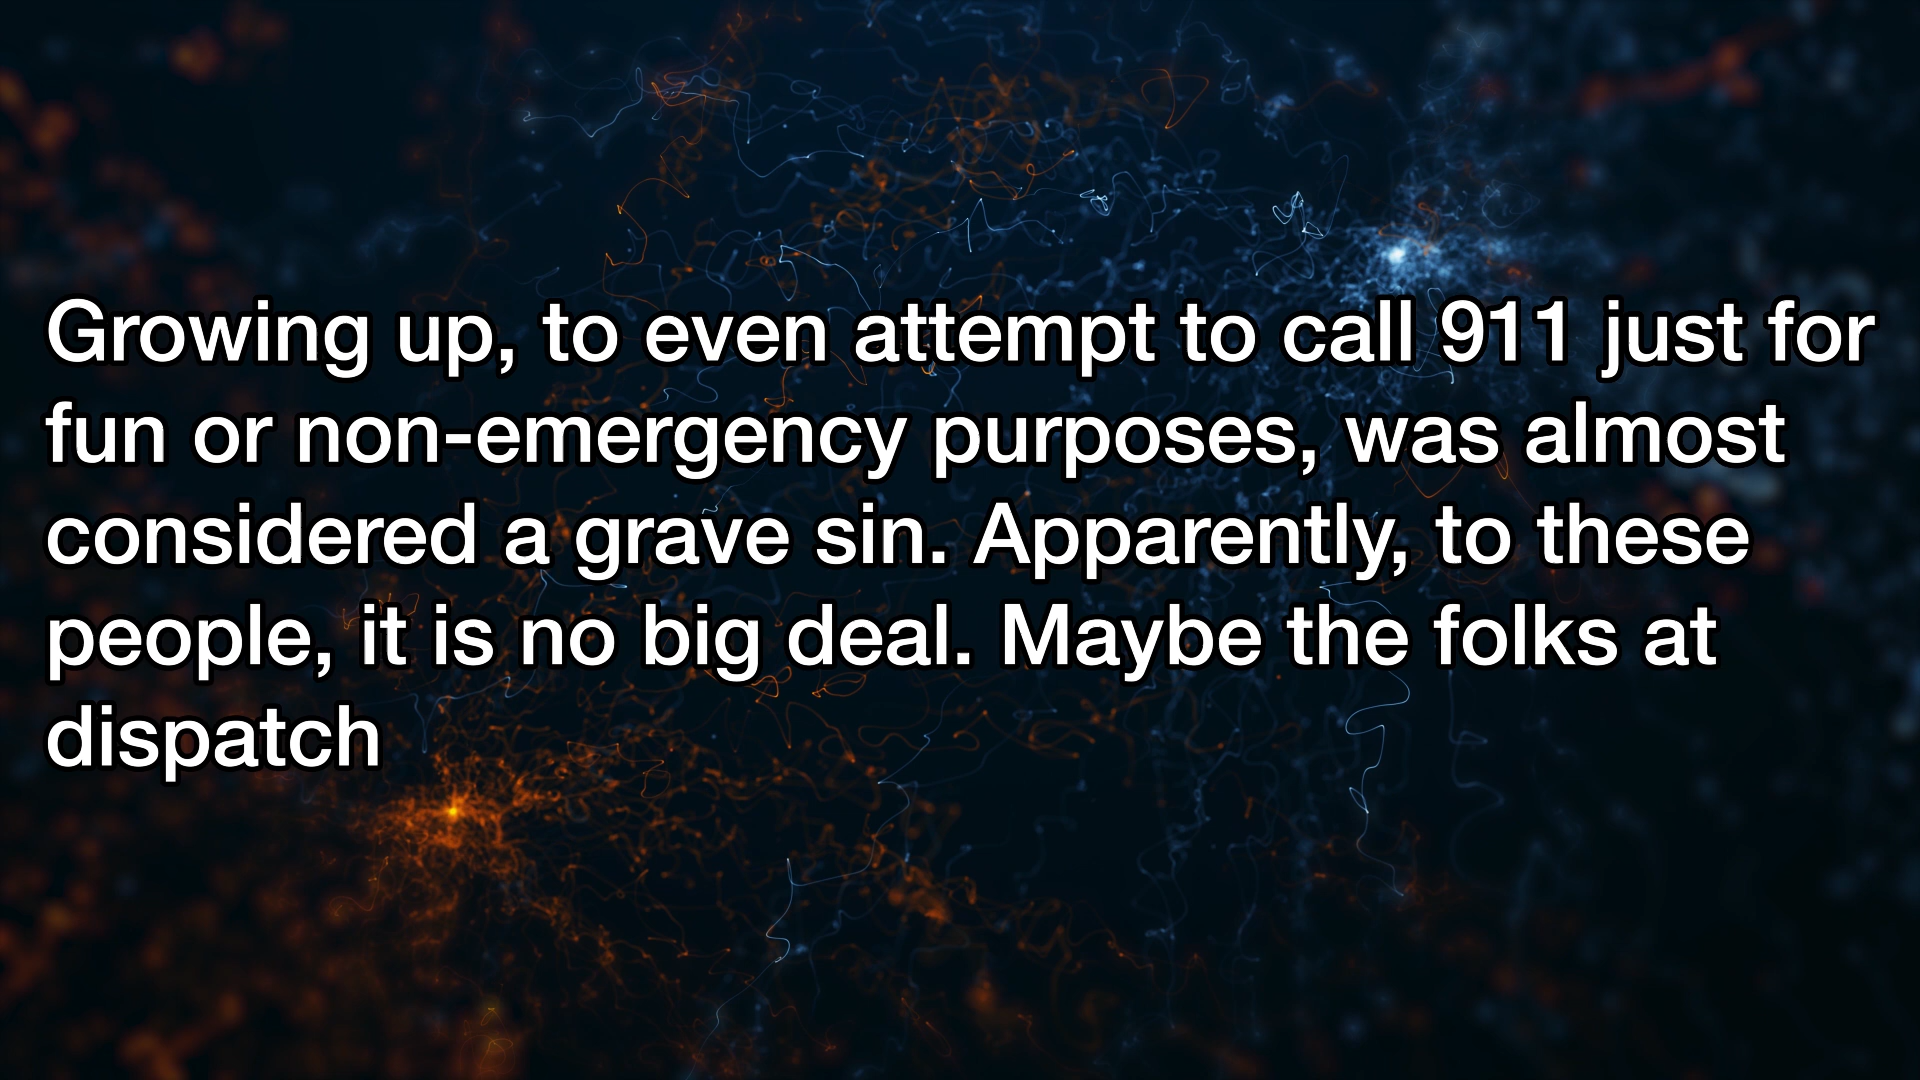 Growing up, to even attempt to call 911 just for
fun or non-emergency purposes, was almost
considered a grave sin. Apparently, to these
people, it is no big deal. Maybe the folks at
dispatch